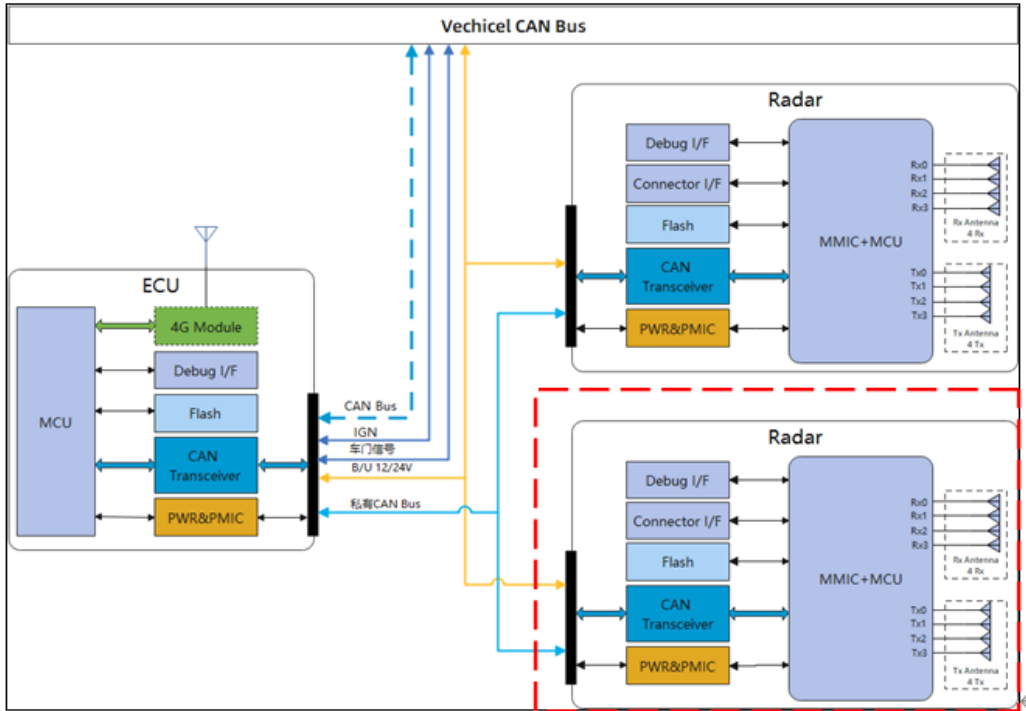 Vechicel CAN Bus
Radar
Debug I/F
Connector I/F
Flash
CAN
Transceiver
PWR&PMIC
MMIC+MCU
Rx0
Rx1
Rx2
Rx3
Rx Antenna
4 Rx
Tx0
Tx1
Tx2
Tx3
Tx Antenna
4 Tx
ECU
MCU
4G Module
Debug I/F
Flash
CAN
Transceiver
PWR&PMIC
CAN Bus
IGN
车门信号
B/U 12/24V
私有CAN Bus
Radar
Debug I/F
Connector I/F
Flash
CAN
Transceiver
PWR&PMIC
MMIC+MCU
Rx0
Rx1
Rx2
Rx3
Rx Antenna
4 Rx
Tx0
Tx1
Tx2
Tx3
Tx Antenna
4 Tx